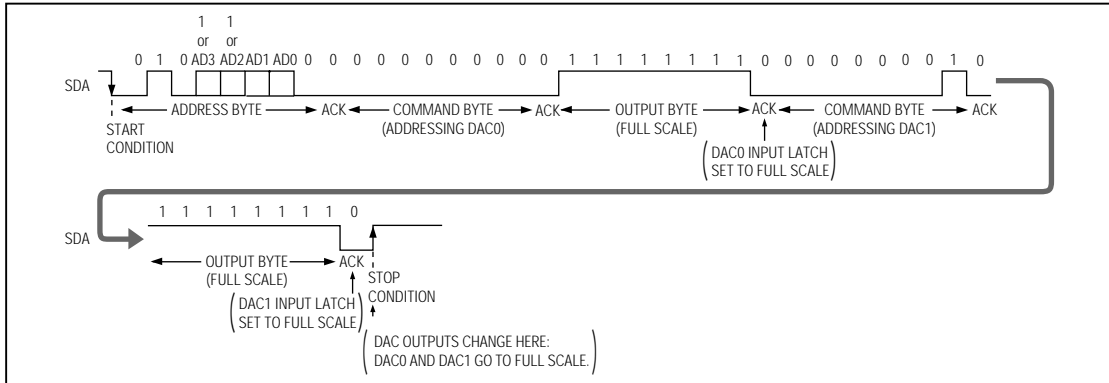 1 1
or or
0 1 0 AD3 AD2 AD1 AD0 0 0 0 0 0 0 0 0 0 0 1 1 1 1 1 1 1 1 0 0 0 0 0 0 0 0 1 0
SDA
ADDRESS BYTE ACK COMMAND BYTE ACK OUTPUT BYTE ACK COMMAND BYTE ACK
(ADDRESSING DAC0) (FULL SCALE) (ADDRESSING DAC1)
START
CONDITION
(DAC0 INPUT LATCH
SET TO FULL SCALE)
1 1 1 1 1 1 1 1 0
SDA
OUTPUT BYTE ACK
(FULL SCALE)
STOP
CONDITION
(DAC1 INPUT LATCH
SET TO FULL SCALE)
(DAC OUTPUTS CHANGE HERE:
DAC0 AND DAC1 GO TO FULL SCALE.)